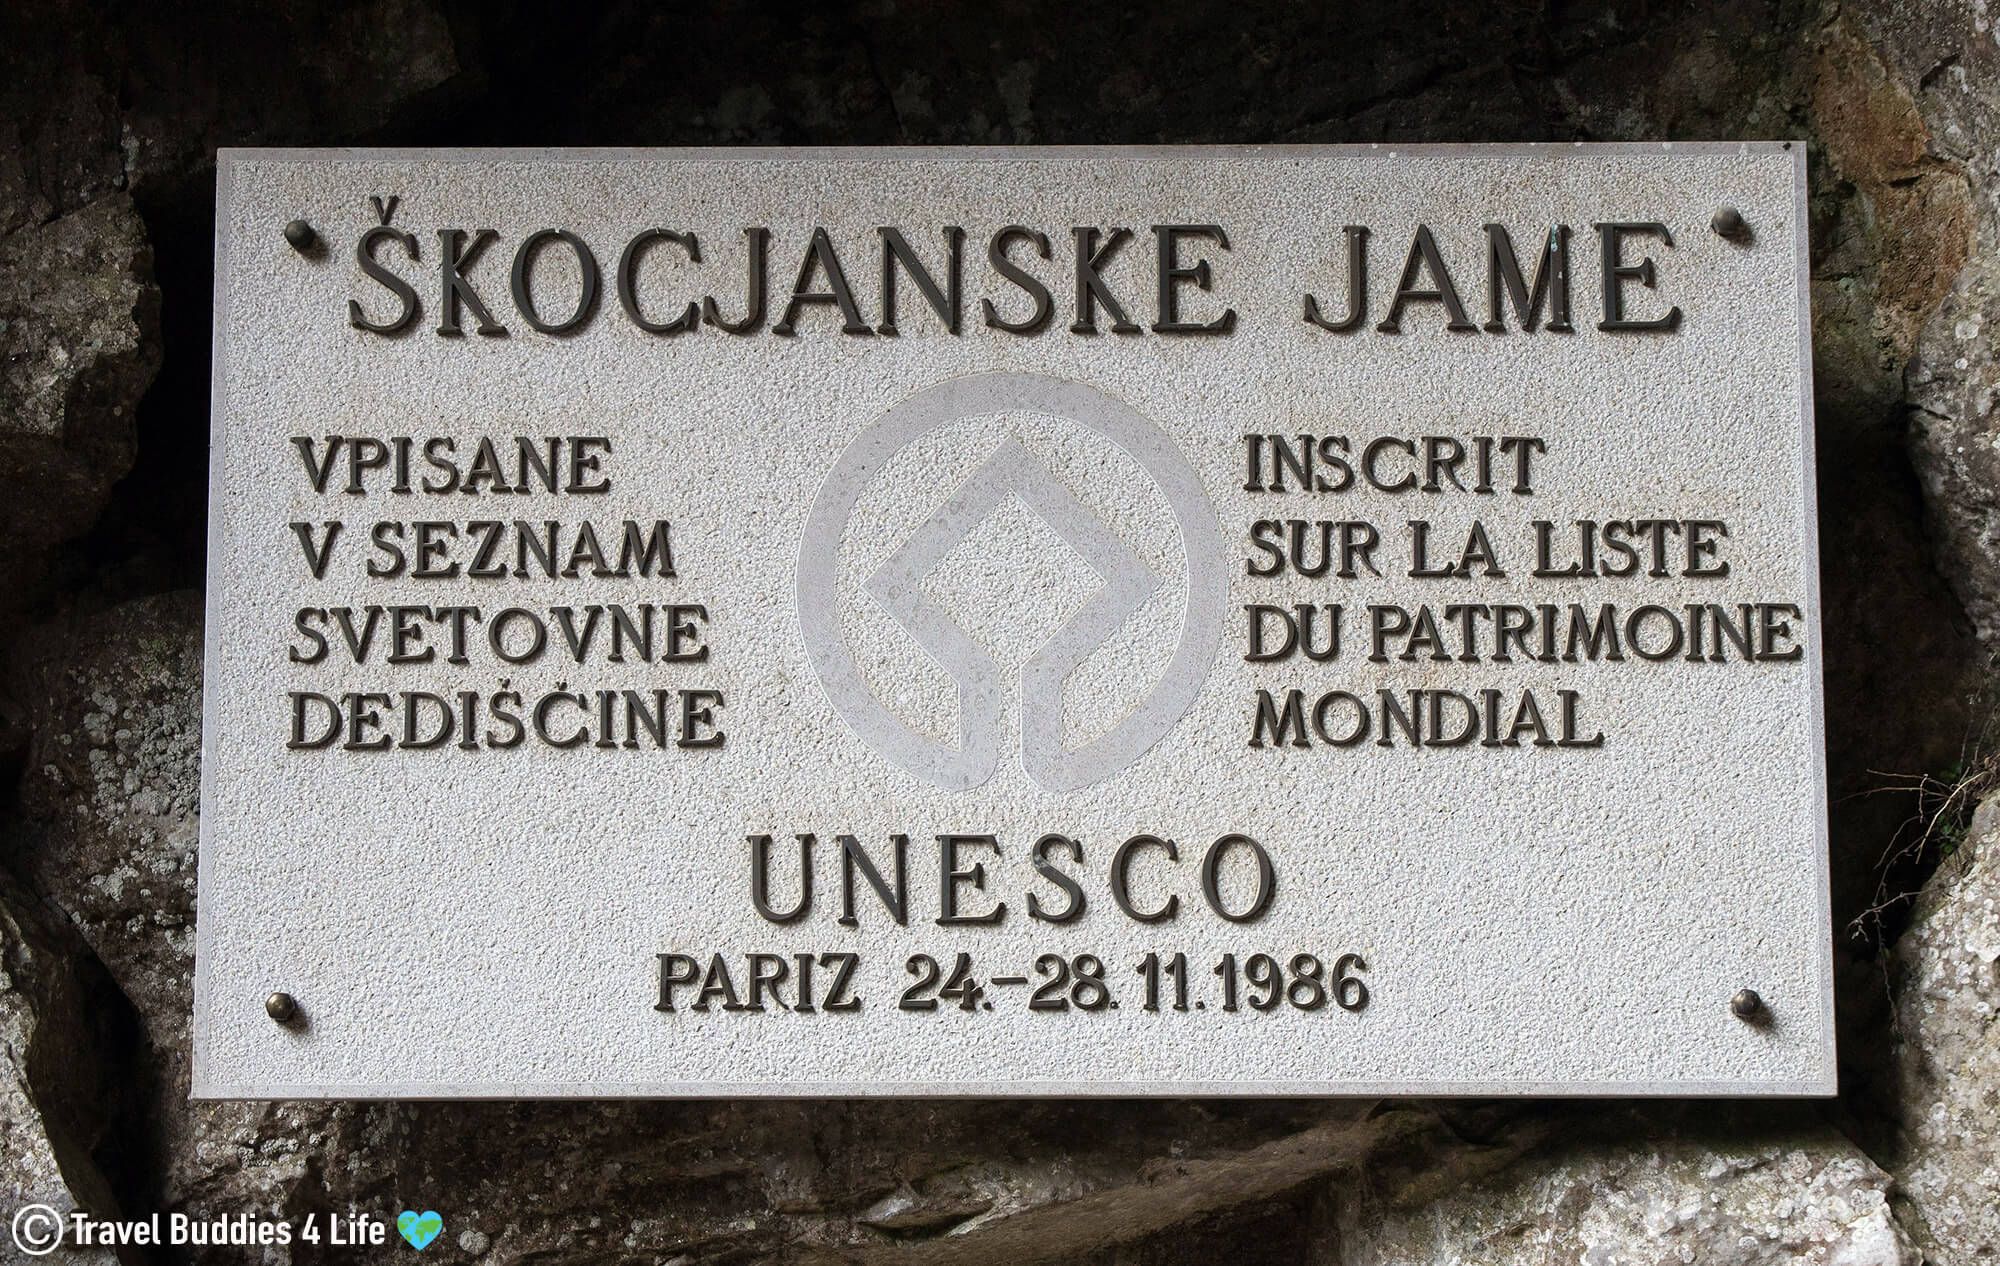 ŠKOCJANSKE JAME
VPISANE
V SEZNAM
SVETOVNE
DEDIŠČINE
INSCRIT
SUR LA LISTE
DU PATRIMOINE
MONDIAL
UNESCO
PARIZ 24.-28.11.1986
© Travel Buddies 4 Life